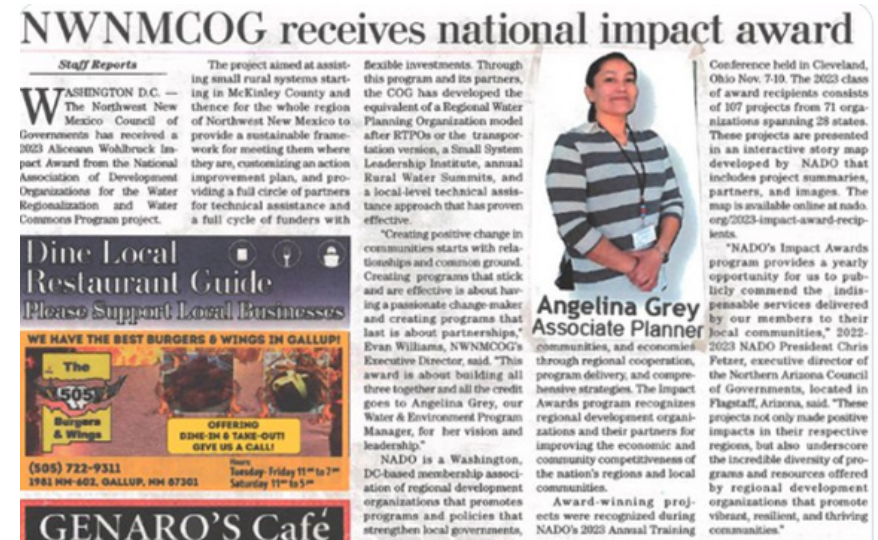 NWNMCOG receives national impact award
Staff Reports
WASHINGTON D.C. —
The Northwest New
Mexico Council of
Governments has received a
2023 Aliceann Wohlbruck Im-
pact Award from the National
Association of Development
Organizations for the Water
Regionalization and Water
Commons Program project.
The project aimed at assist-
ing small rural systems start-
ing in McKinley County and
thence for the whole region
of Northwest New Mexico to
provide a sustainable frame-
work for meeting them where
they are, customizing an action
improvement plan, and pro-
viding a full circle of partners
for technical assistance and
a full cycle of funders with
flexible investments. Through
this program and its partners,
the COG has developed the
equivalent of a Regional Water
Planning Organization model
after RTPOs or the transpor-
tation version, a Small System
Leadership Institute, annual
Rural Water Summits, and
a local-level technical assis-
tance approach that has proven
effective.
"Creating positive change in
communities starts with rela-
tionships and common ground.
Creating programs that stick
and are effective is about hav-
ing a passionate change-maker
and creating programs that
last is about partnerships,"
Evan Williams, NWNMCOG's
Executive Director, said. "This
award is about building all
three together and all the credit
goes to Angelina Grey, our
Water & Environment Program
Manager, for her vision and
leadership."
NADO is a Washington,
DC-based membership associ-
ation of regional development
organizations that promotes
programs and policies that
strengthen local governments,
Angelina Grey
Associate Planner
communities, and economies
through regional cooperation,
program delivery, and compre-
hensive strategies. The Impact
Awards program recognizes
regional development organi-
zations and their partners for
improving the economic and
community competitiveness of
the nation's regions and local
communities.
Award-winning proj-
ects were recognized during
NADO's 2023 Annual Training
Conference held in Cleveland,
Ohio Nov. 7-10. The 2023 class
of award recipients consists
of 107 projects from 71 orga-
nizations spanning 28 states.
These projects are presented
in an interactive story map
developed by NADO that
includes project summaries,
partners, and images. The
map is available online at nado.
org/2023-impact-award-recip-
ients.
"NADO's Impact Awards
program provides a yearly
opportunity for us to pub-
licly commend the indis-
pensable services delivered
by our members to their
local communities," 2022-
2023 NADO President Chris
Fetzer, executive director of
the Northern Arizona Council
of Governments, located in
Flagstaff, Arizona, said. "These
projects not only made positive
impacts in their respective
regions, but also underscore
the incredible diversity of pro-
grams and resources offered
by regional development
organizations that promote
vibrant, resilient, and thriving
communities."
Dine Local
Restaurant Guide
Please Support Local Businesses
WE HAVE THE BEST BURGERS & WINGS IN GALLUP!
The
505
Burgers
& Wings
OFFERING
DINE-IN & TAKE-OUT!
GIVE US A CALL!
(505) 722-9311
1981 NM-602, GALLUP, NM 87301
Hours
Tuesday- Friday 11ᵃᵐ to 7ᵖᵐ
Saturday 11ᵃᵐ to 5ᵖᵐ
GENARO'S Café